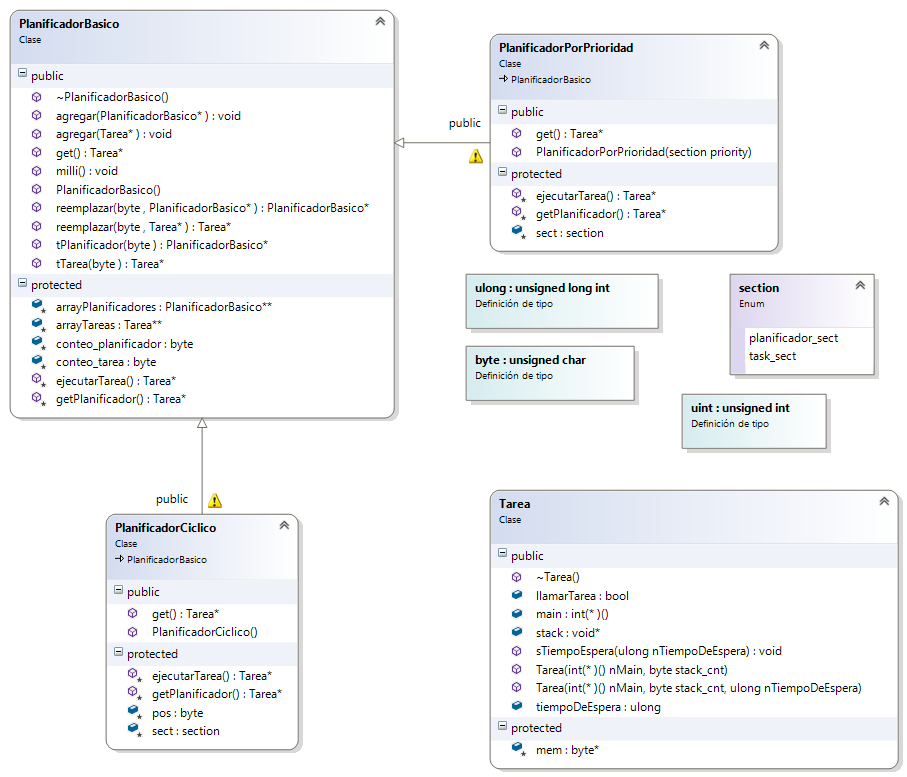 PlanificadorBasico
Clase
public
~PlanificadorBasico()
agregar(PlanificadorBasico* ) : void
agregar(Tarea* ) : void
get() : Tarea*
milli() : void
PlanificadorBasico()
reemplazar(byte , PlanificadorBasico* ) : PlanificadorBasico*
reemplazar(byte , Tarea* ) : Tarea*
tPlanificador(byte ) : PlanificadorBasico*
tTarea(byte ) : Tarea*
protected
arrayPlanificadores : PlanificadorBasico**
arrayTareas : Tarea**
conteo_planificador : byte
conteo_tarea : byte
ejecutarTarea() : Tarea*
getPlanificador() : Tarea*
public
PlanificadorPorPrioridad
Clase
PlanificadorBasico
public
get() : Tarea*
PlanificadorPorPrioridad(section priority)
protected
ejecutarTarea() : Tarea*
getPlanificador() : Tarea*
sect : section
ulong : unsigned long int
Definición de tipo
section
Enum
planificador_sect
task_sect
byte : unsigned char
Definición de tipo
uint : unsigned int
Definición de tipo
public
PlanificadorCiclico
Clase
PlanificadorBasico
public
get() : Tarea*
PlanificadorCiclico()
protected
ejecutarTarea() : Tarea*
getPlanificador() : Tarea*
pos : byte
sect : section
Tarea
Clase
public
~Tarea()
llamarTarea : bool
main : int(* )()
stack : void*
sTiempoEspera(ulong nTiempoDeEspera) : void
Tarea(int(* )() nMain, byte stack_cnt)
Tarea(int(* )() nMain, byte stack_cnt, ulong nTiempoDeEspera)
tiempoDeEspera : ulong
protected
mem : byte*